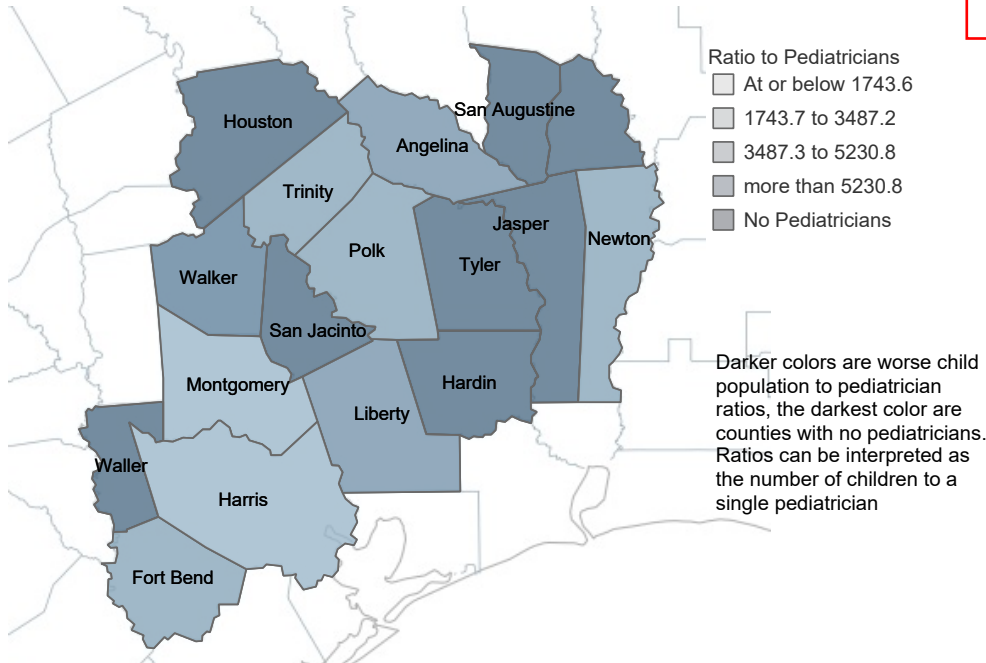 Ratio to Pediatricians
At or below 1743.6
1743.7 to 3487.2
3487.3 to 5230.8
more than 5230.8
No Pediatricians
Houston
San Augustine
Angelina
Trinity
Jasper
Newton
Polk
Tyler
Walker
San Jacinto
Montgomery
Hardin
Liberty
Waller
Harris
Fort Bend
Darker colors are worse child
population to pediatrician
ratios, the darkest color are
counties with no pediatricians.
Ratios can be interpreted as
the number of children to a
single pediatrician